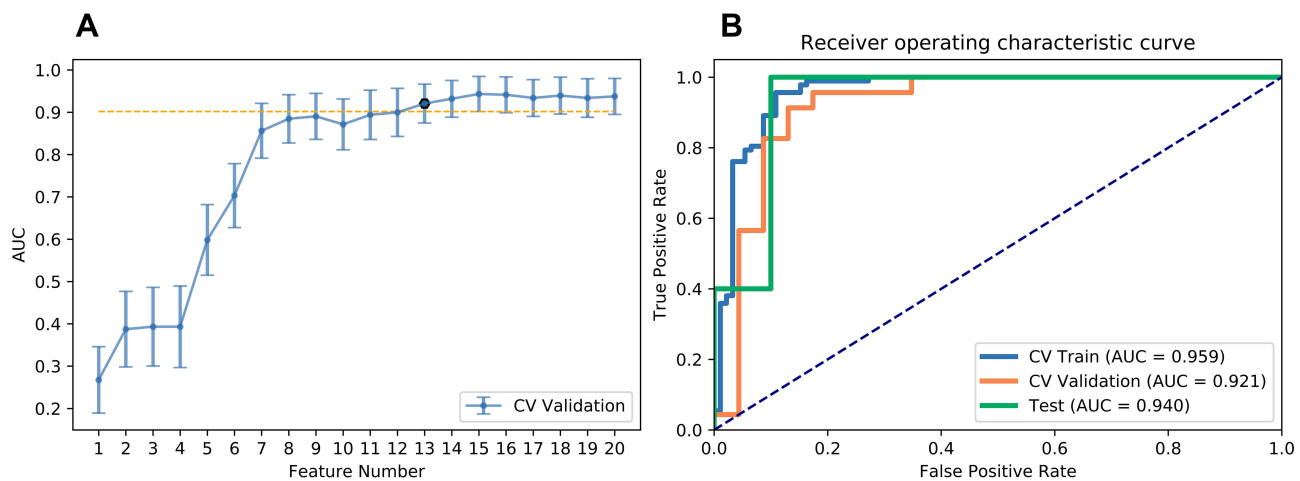 A
1.0
0.9
0.8
0.7
0.6
0.5
0.4
0.3
0.2
AUC
1 2 3 4 5 6 7 8 9 10 11 12 13 14 15 16 17 18 19 20
Feature Number
CV Validation
B
Receiver operating characteristic curve
1.0
0.8
0.6
0.4
0.2
0.0
True Positive Rate
0.0 0.2 0.4 0.6 0.8 1.0
False Positive Rate
CV Train (AUC = 0.959)
CV Validation (AUC = 0.921)
Test (AUC = 0.940)